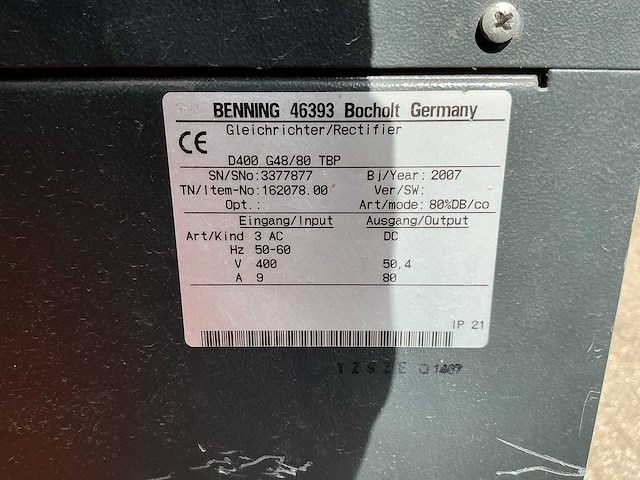 BENNING 46393 Bocholt Germany
CE Gleichrichter/Rectifier
D400 G48/80 TBP
SN/SNo:3377877 Bj/Year: 2007
TN/Item-No:162078.00 Ver/SW:
Opt.: Art/mode: 80%DB/co
Eingang/Input Ausgang/Output
Art/Kind 3 AC DC
Hz 50-60
V 400 50,4
A 9 80
IP 21